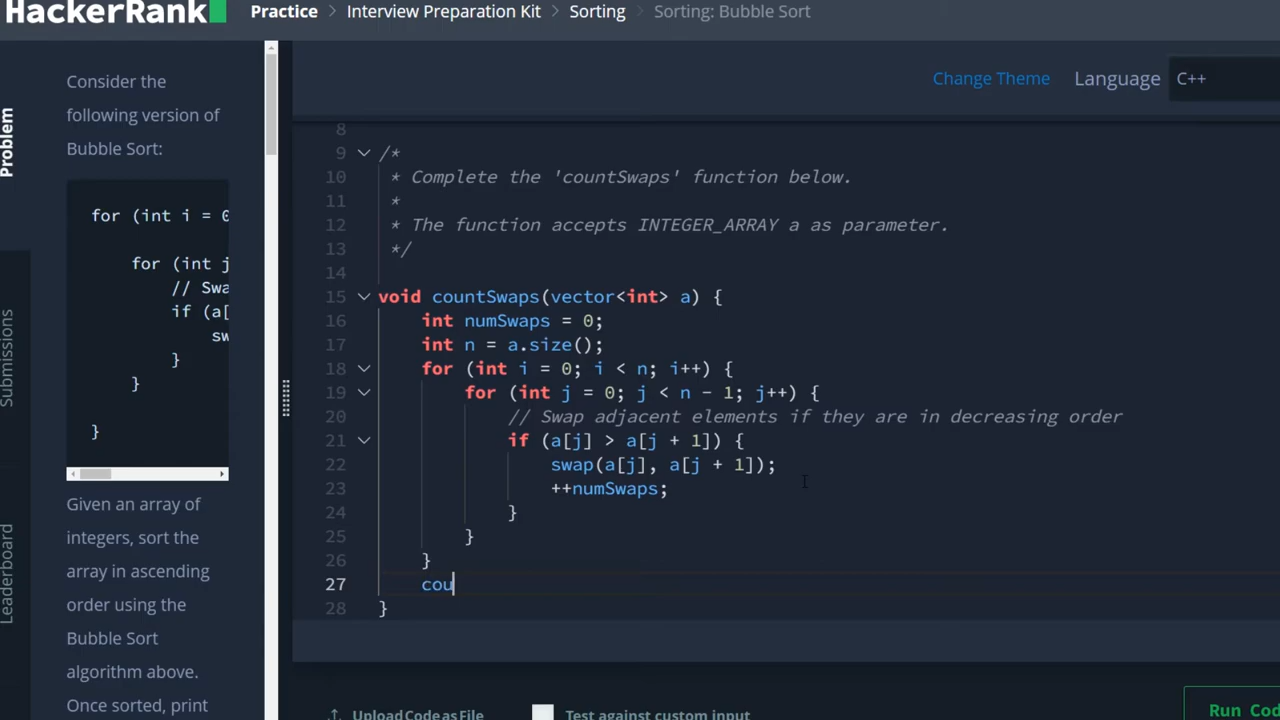 HackerRank
Practice > Interview Preparation Kit > Sorting > Sorting: Bubble Sort
Problem
Submissions
Leaderboard
Consider the
following version of
Bubble Sort:
for (int i = 0
for (int j
// Swa
if (a[
sw
}
}
}
Given an array of
integers, sort the
array in ascending
order using the
Bubble Sort
algorithm above.
Once sorted, print
Change Theme Language C++
8
9 /*
10 * Complete the 'countSwaps' function below.
11 *
12 * The function accepts INTEGER_ARRAY a as parameter.
13 */
14
15 void countSwaps(vector<int> a) {
16 int numSwaps = 0;
17 int n = a.size();
18 for (int i = 0; i < n; i++) {
19 for (int j = 0; j < n - 1; j++) {
20 // Swap adjacent elements if they are in decreasing order
21 if (a[j] > a[j + 1]) {
22 swap(a[j], a[j + 1]);
23 ++numSwaps;
24 }
25 }
26 }
27 cou
28 }
Upload Code as File Test against custom input Run Cod